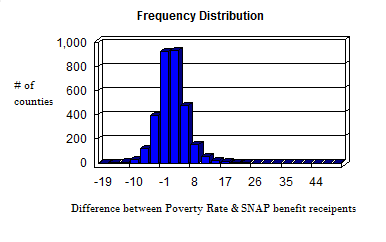 Frequency Distribution
1,000
800
600
400
200
0
# of
counties
-19 -10 -1 8 17 26 35 44
Difference between Poverty Rate & SNAP benefit receipents